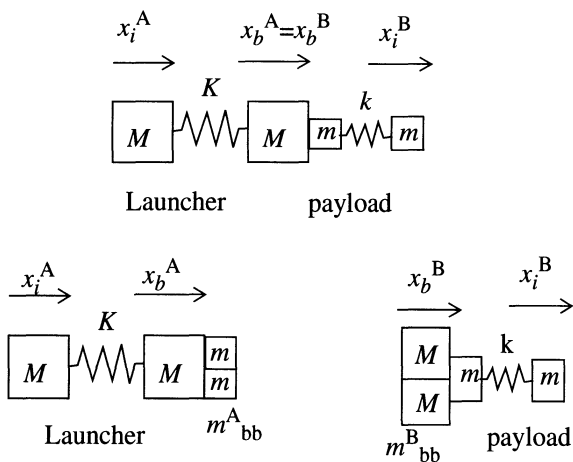 x_i^A x_b^A=x_b^B x_i^B
K k
M M m m
Launcher payload
x_i^A x_b^A x_b^B x_i^B
K k
M M m m M M m m
m^A_bb m^B_bb
Launcher payload